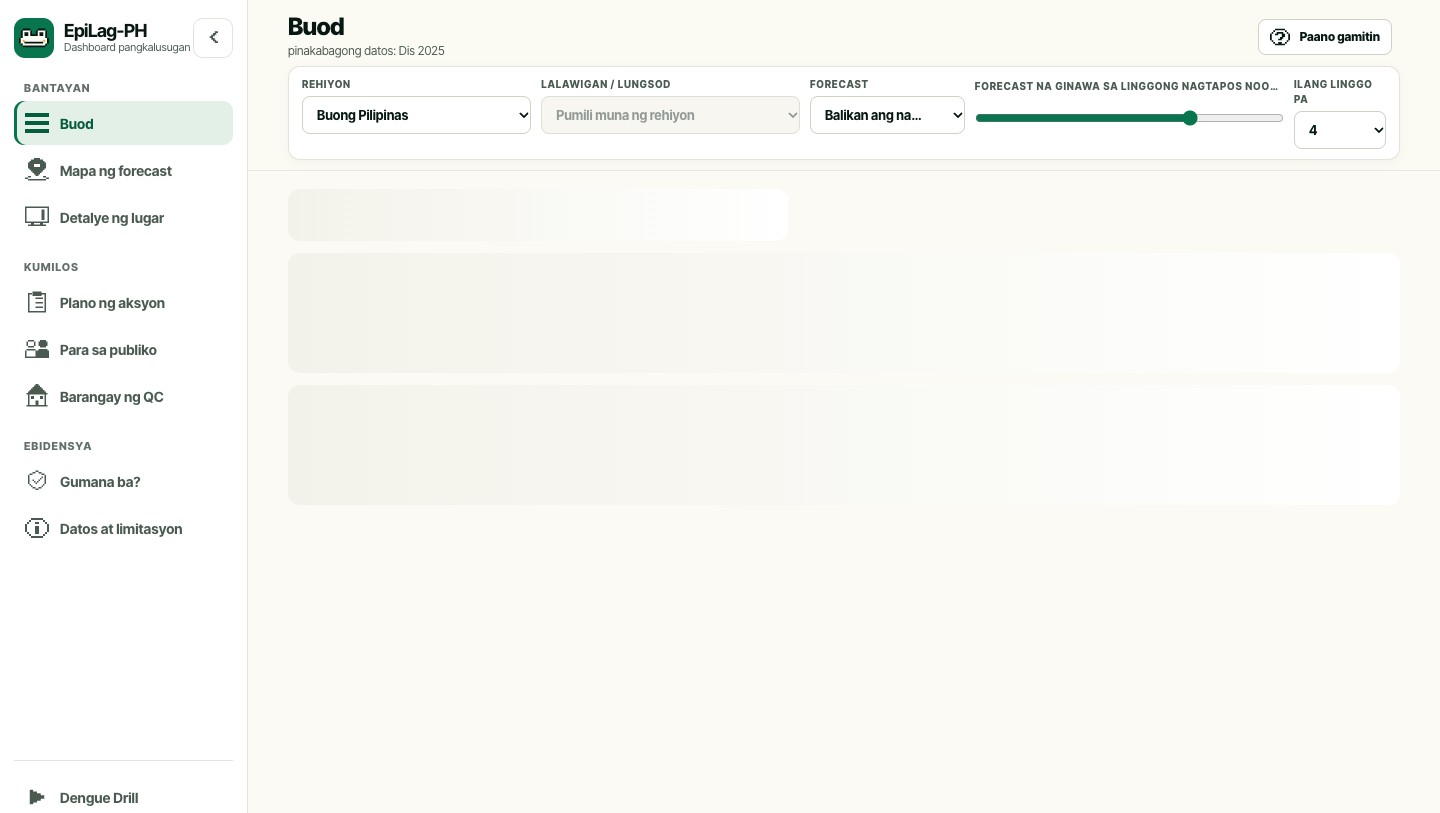 EpiLag-PH
Dashboard pangkalusugan
BANTAYAN
Buod
Mapa ng forecast
Detalye ng lugar
KUMILOS
Plano ng aksyon
Para sa publiko
Barangay ng QC
EBIDENSYA
Gumana ba?
Datos at limitasyon
Dengue Drill
Buod
pinakabagong datos: Dis 2025
Paano gamitin
REHIYON
Buong Pilipinas
LALAWIGAN / LUNGSOD
Pumili muna ng rehiyon
FORECAST
Balikan ang na...
FORECAST NA GINAWA SA LINGGONG NAGTAPOS NOO...
ILANG LINGGO
PA
4